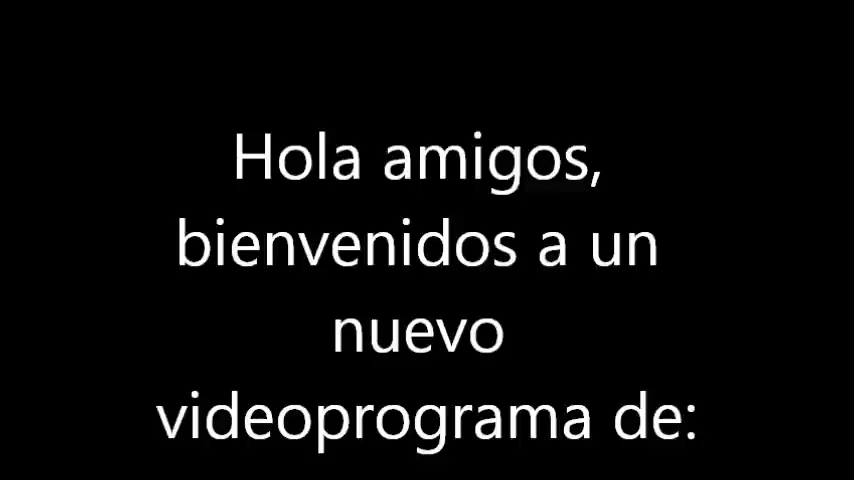 Hola amigos,
bienvenidos a un
nuevo
videoprograma de: